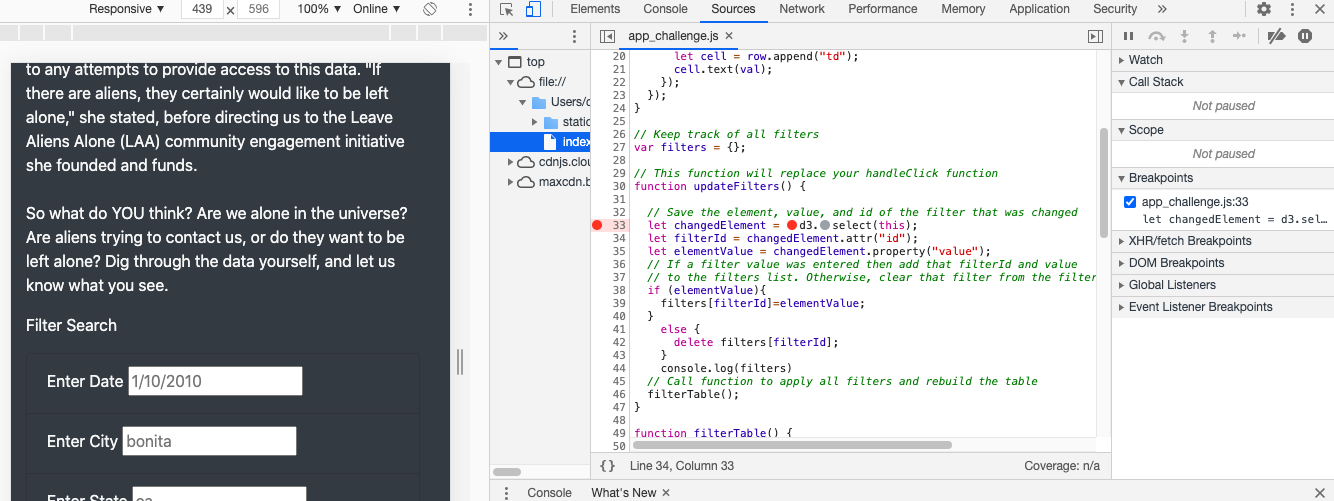 Responsive ▼ 439 x 596 100% ▼ Online ▼
Elements Console Sources Network Performance Memory Application Security »
to any attempts to provide access to this data. "If
there are aliens, they certainly would like to be left
alone," she stated, before directing us to the Leave
Aliens Alone (LAA) community engagement initiative
she founded and funds.
So what do YOU think? Are we alone in the universe?
Are aliens trying to contact us, or do they want to be
left alone? Dig through the data yourself, and let us
know what you see.
Filter Search
Enter Date 1/10/2010
Enter City bonita
»
top
file://
Users/
static
index
cdnjs.clou
maxcdn.b
app_challenge.js ×
20 let cell = row.append("td");
21 cell.text(val);
22 });
23 });
24 }
25
26 // Keep track of all filters
27 var filters = {};
28
29 // This function will replace your handleClick function
30 function updateFilters() {
31
32 // Save the element, value, and id of the filter that was changed
33 let changedElement = d3.select(this);
34 let filterId = changedElement.attr("id");
35 let elementValue = changedElement.property("value");
36 // If a filter value was entered then add that filterId and value
37 // to the filters list. Otherwise, clear that filter from the filter
38 if (elementValue){
39 filters[filterId]=elementValue;
40 }
41 else {
42 delete filters[filterId];
43 }
44 console.log(filters)
45 // Call function to apply all filters and rebuild the table
46 filterTable();
47 }
48
49 function filterTable() {
50
{} Line 34, Column 33 Coverage: n/a
Watch
Call Stack
Not paused
Scope
Not paused
Breakpoints
app_challenge.js:33
let changedElement = d3.sel…
XHR/fetch Breakpoints
DOM Breakpoints
Global Listeners
Event Listener Breakpoints
Console What's New ×